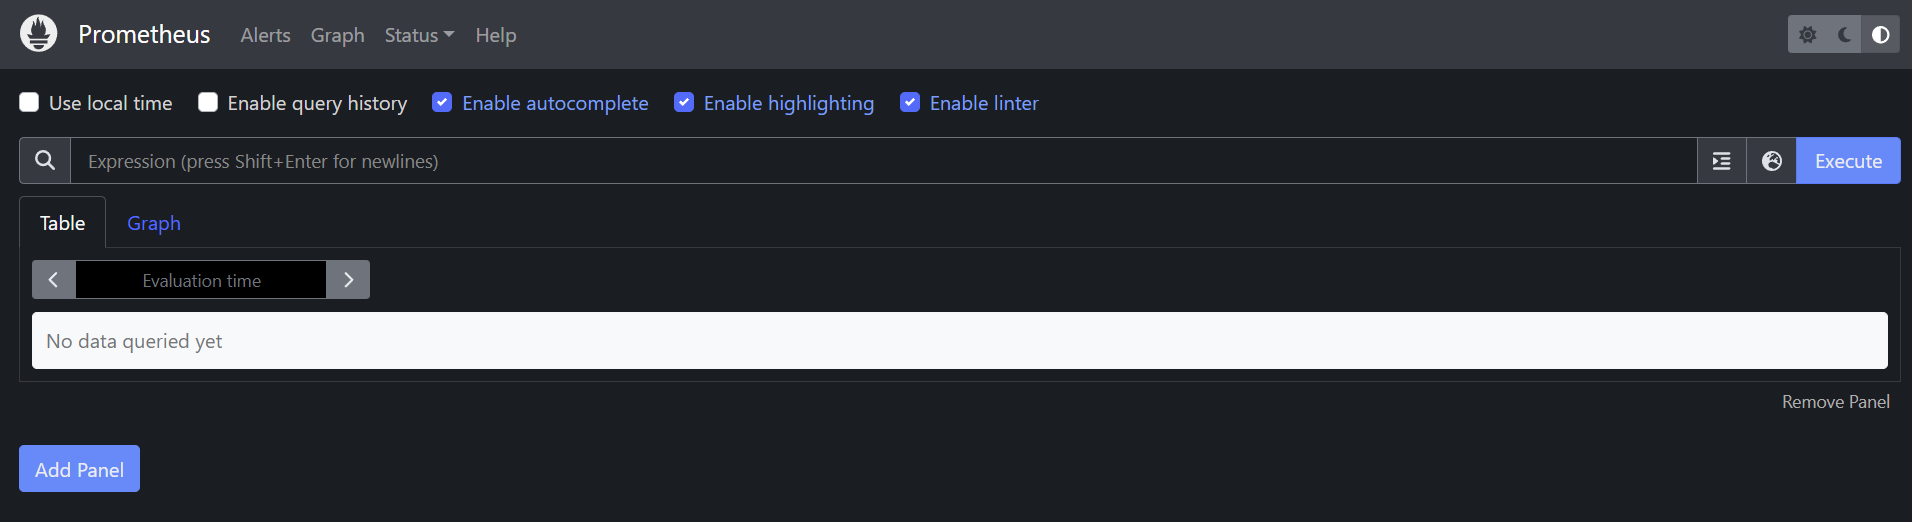 Prometheus Alerts Graph Status Help
Use local time Enable query history Enable autocomplete Enable highlighting Enable linter
Expression (press Shift+Enter for newlines) Execute
Table Graph
Evaluation time
No data queried yet
Remove Panel
Add Panel